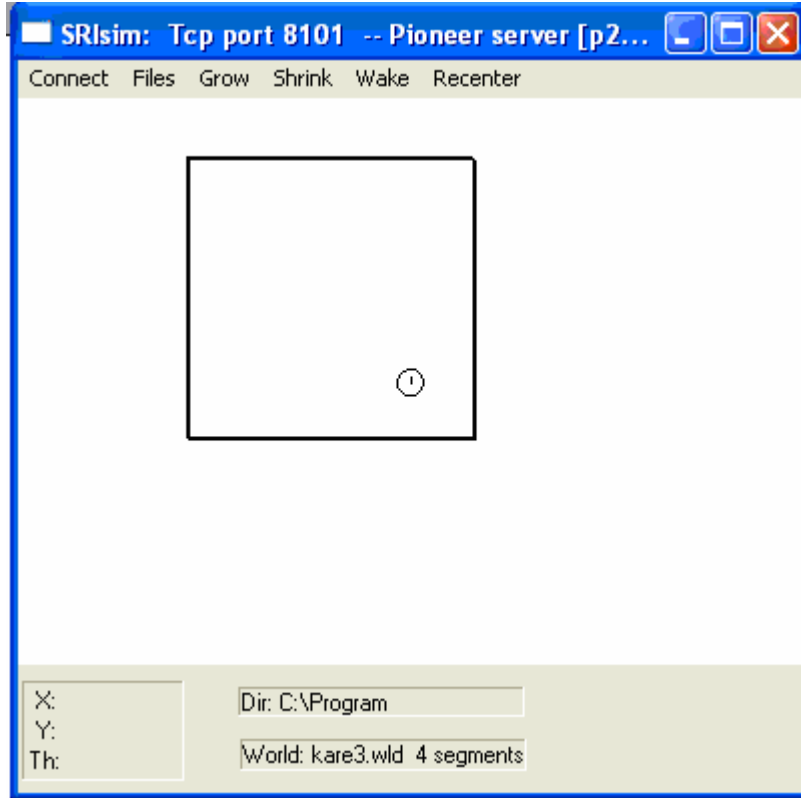 SRIsim: Tcp port 8101 -- Pioneer server [p2...
Connect Files Grow Shrink Wake Recenter
X:
Y:
Th:
Dir: C:\Program
World: kare3.wld 4 segments